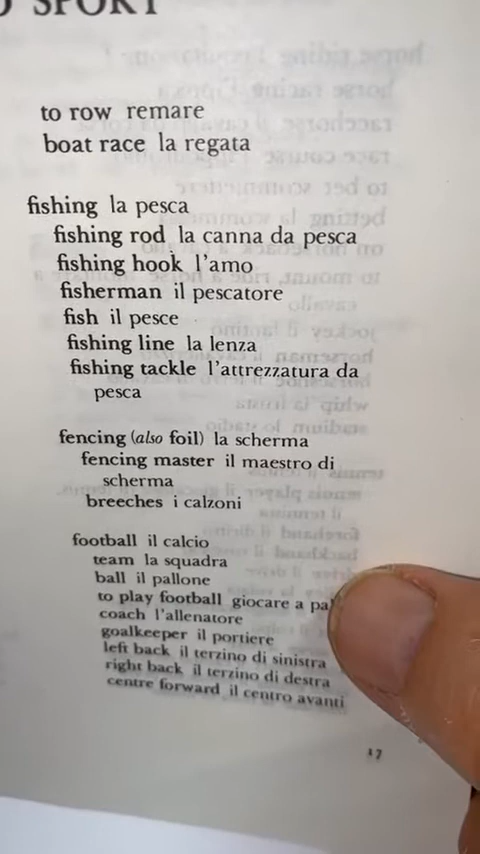 SPORT
to row remare
boat race la regata
fishing la pesca
fishing rod la canna da pesca
fishing hook l'amo
fisherman il pescatore
fish il pesce
fishing line la lenza
fishing tackle l'attrezzatura da
pesca
fencing (also foil) la scherma
fencing master il maestro di
scherma
breeches i calzoni
football il calcio
team la squadra
ball il pallone
to play football giocare a
coach l'allenatore
goalkeeper il portiere
left back il terzino di sinistra
right back il terzino di destra
centre forward il centro avanti
17